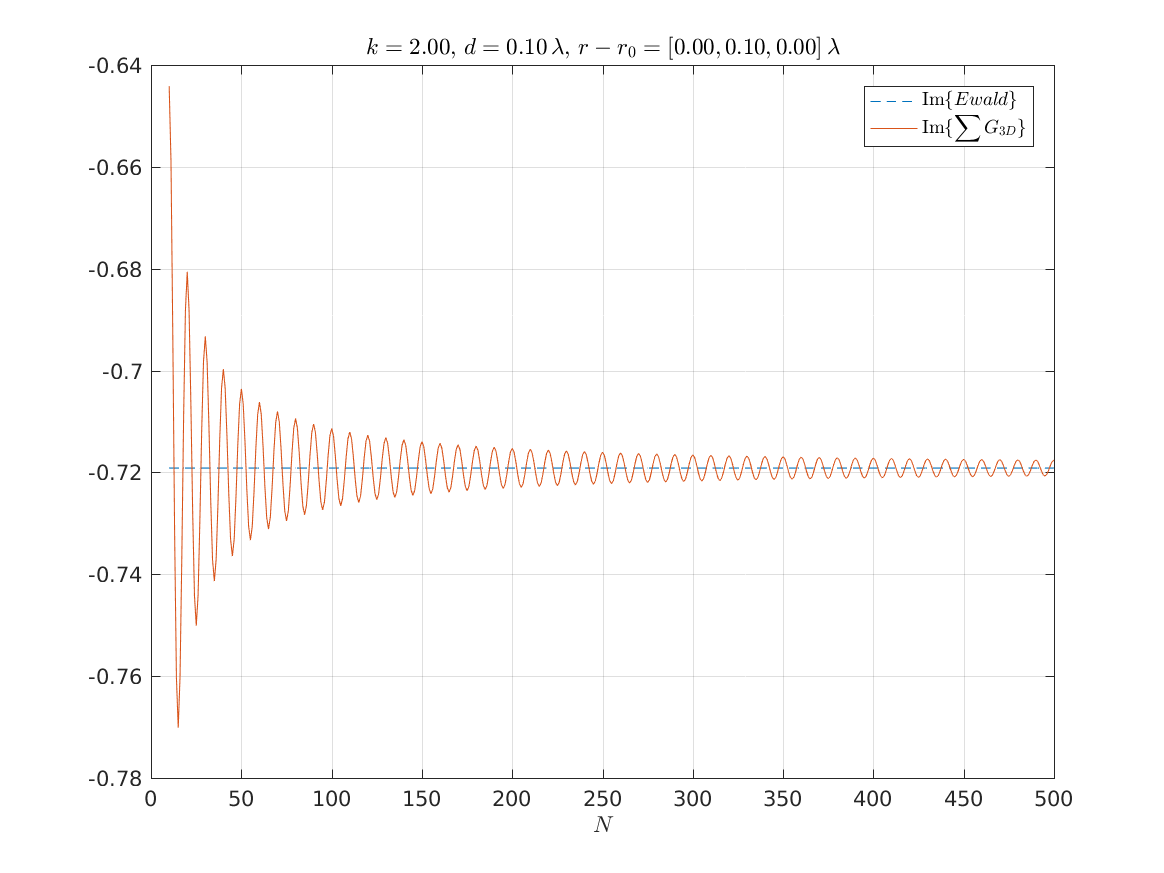 k = 2.00, d = 0.10 λ, r − r₀ = [0.00, 0.10, 0.00] λ
-0.64
-0.66
-0.68
-0.7
-0.72
-0.74
-0.76
-0.78
Im{Ewald}
Im{∑ G₃D}
0 50 100 150 200 250 300 350 400 450 500
N